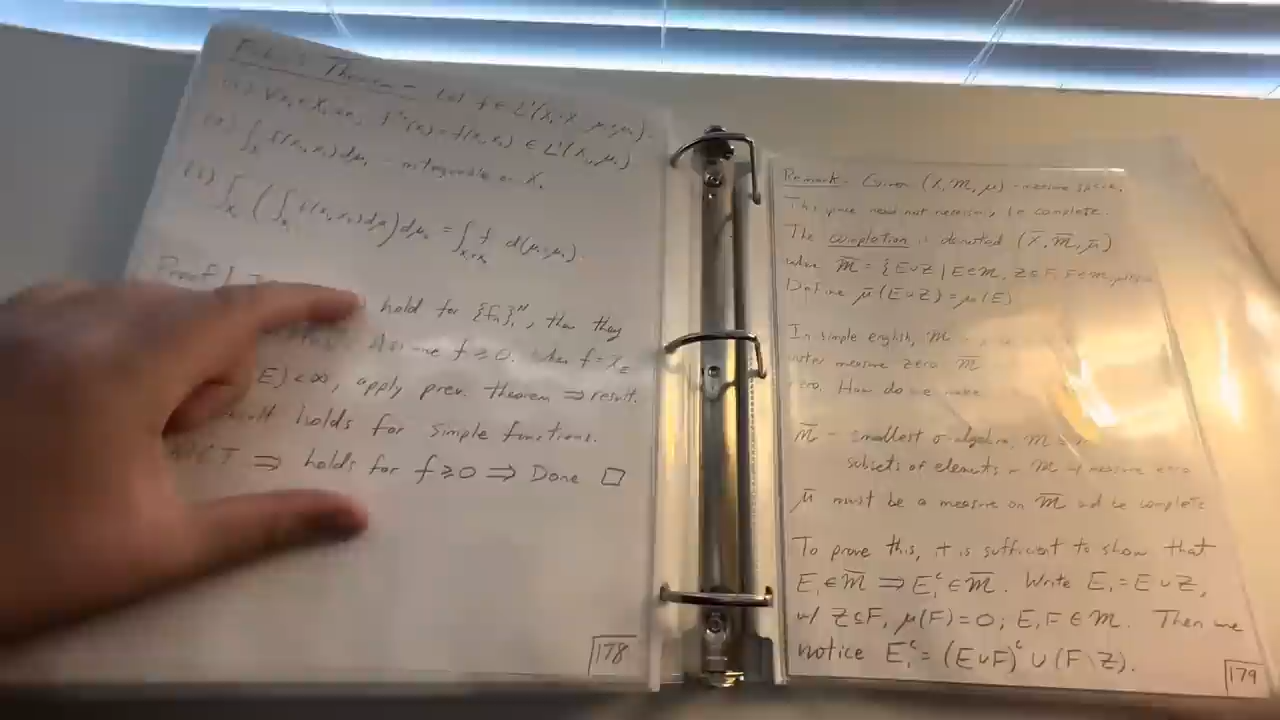 Fubini's Theorem - Let f ∈ L¹(X₁×X₂, μ₁×μ₂).
f(x₁,x₂) ∈ L¹(X₂,μ₂)
(2) ∫ f(x₁,x₂)dμ₂ - integrable on X₁
(3) ∫ ( ∫ f(x₁,x₂)dμ₂ ) dμ₁ = ∫ f d(μ₁×μ₂).
Proof/
hold for {fₙ}₁ᴺ, then they
Assume f ≥ 0. When f = χ_E
E) < ∞, apply prev. theorem ⇒ result.
holds for simple functions.
MCT ⇒ holds for f ≥ 0 ⇒ Done □
178
Remark - Given (X, m, μ) - measure space.
This space need not necessarily be complete.
The completion is denoted (X̄, m̄, μ̄)
where m̄ = {E∪Z | E∈m, Z⊆F, F∈m,
Define μ̄(E∪Z) = μ(E)
In simple english, m
outer measure zero. m̄
zero. How do we make
m̄ - smallest σ-algebra,
subsets of elements in m of measure zero
μ̄ must be a measure on m̄ and be complete
To prove this, it is sufficient to show that
E₁∈m̄ ⇒ E₁ᶜ∈m̄. Write E₁ = E∪Z,
w/ Z⊆F, μ(F)=0; E,F∈m. Then we
notice E₁ᶜ = (E∪F)ᶜ ∪ (F\Z).
179